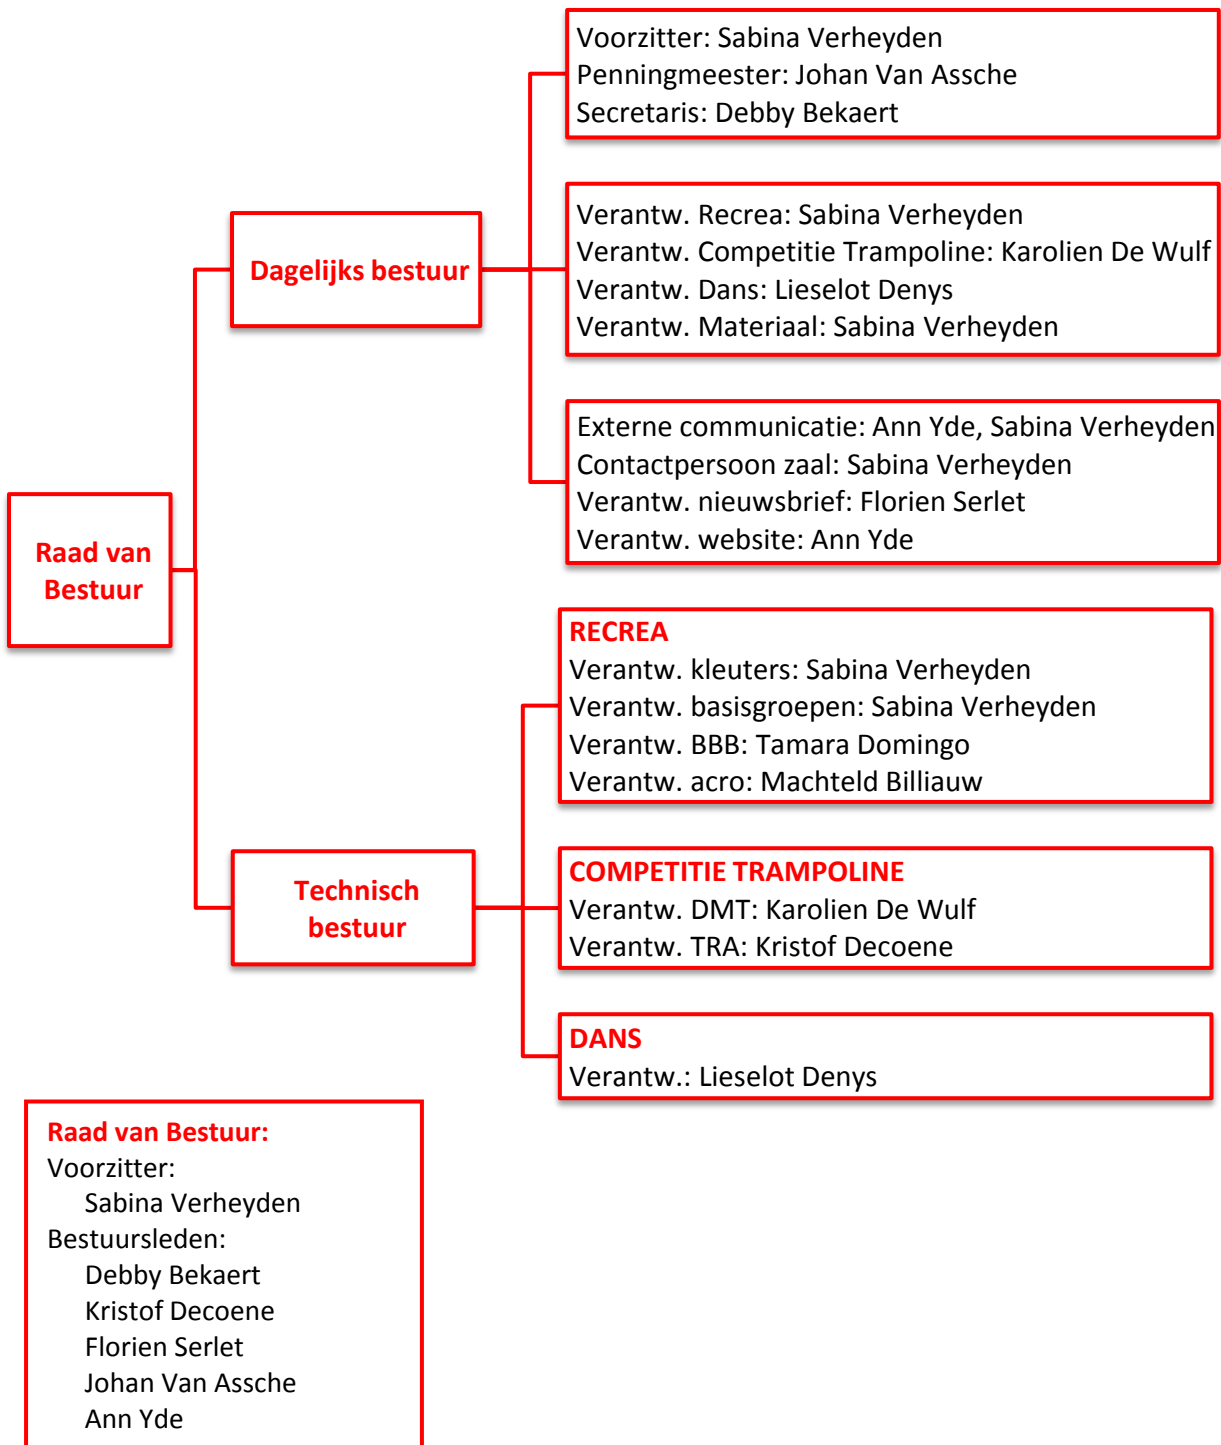 Raad van
Bestuur
Dagelijks bestuur
Voorzitter: Sabina Verheyden
Penningmeester: Johan Van Assche
Secretaris: Debby Bekaert
Verantw. Recrea: Sabina Verheyden
Verantw. Competitie Trampoline: Karolien De Wulf
Verantw. Dans: Lieselot Denys
Verantw. Materiaal: Sabina Verheyden
Externe communicatie: Ann Yde, Sabina Verheyden
Contactpersoon zaal: Sabina Verheyden
Verantw. nieuwsbrief: Florien Serlet
Verantw. website: Ann Yde
Technisch
bestuur
RECREA
Verantw. kleuters: Sabina Verheyden
Verantw. basisgroepen: Sabina Verheyden
Verantw. BBB: Tamara Domingo
Verantw. acro: Machteld Billiauw
COMPETITIE TRAMPOLINE
Verantw. DMT: Karolien De Wulf
Verantw. TRA: Kristof Decoene
DANS
Verantw.: Lieselot Denys
Raad van Bestuur:
Voorzitter:
Sabina Verheyden
Bestuursleden:
Debby Bekaert
Kristof Decoene
Florien Serlet
Johan Van Assche
Ann Yde